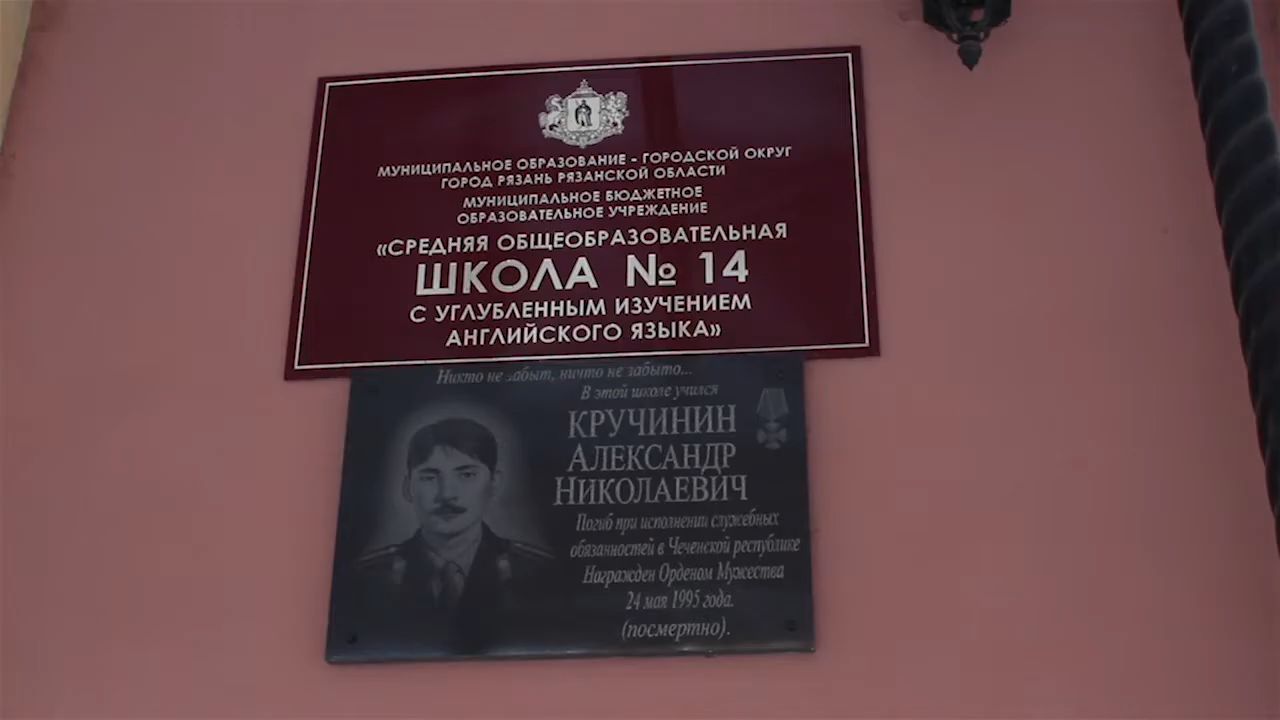 МУНИЦИПАЛЬНОЕ ОБРАЗОВАНИЕ - ГОРОДСКОЙ ОКРУГ
ГОРОД РЯЗАНЬ РЯЗАНСКОЙ ОБЛАСТИ
МУНИЦИПАЛЬНОЕ БЮДЖЕТНОЕ
ОБРАЗОВАТЕЛЬНОЕ УЧРЕЖДЕНИЕ
«СРЕДНЯЯ ОБЩЕОБРАЗОВАТЕЛЬНАЯ
ШКОЛА № 14
С УГЛУБЛЕННЫМ ИЗУЧЕНИЕМ
АНГЛИЙСКОГО ЯЗЫКА»
Никто не забыт, ничто не забыто...
В этой школе учился
КРУЧИНИН
АЛЕКСАНДР
НИКОЛАЕВИЧ
Погиб при исполнении служебных
обязанностей в Чеченской республике
Награжден Орденом Мужества
24 мая 1995 года.
(посмертно).